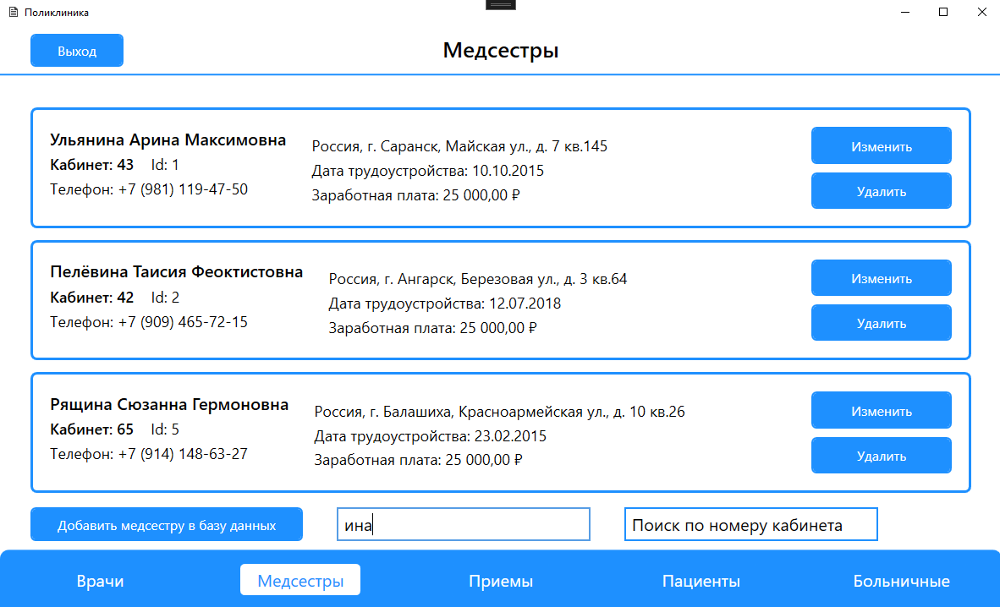 Поликлиника
Выход
Медсестры
Ульянина Арина Максимовна
Кабинет: 43 Id: 1
Телефон: +7 (981) 119-47-50
Россия, г. Саранск, Майская ул., д. 7 кв.145
Дата трудоустройства: 10.10.2015
Заработная плата: 25 000,00 ₽
Изменить
Удалить
Пелёвина Таисия Феоктистовна
Кабинет: 42 Id: 2
Телефон: +7 (909) 465-72-15
Россия, г. Ангарск, Березовая ул., д. 3 кв.64
Дата трудоустройства: 12.07.2018
Заработная плата: 25 000,00 ₽
Изменить
Удалить
Рящина Сюзанна Гермоновна
Кабинет: 65 Id: 5
Телефон: +7 (914) 148-63-27
Россия, г. Балашиха, Красноармейская ул., д. 10 кв.26
Дата трудоустройства: 23.02.2015
Заработная плата: 25 000,00 ₽
Изменить
Удалить
Добавить медсестру в базу данных
ина
Поиск по номеру кабинета
Врачи
Медсестры
Приемы
Пациенты
Больничные